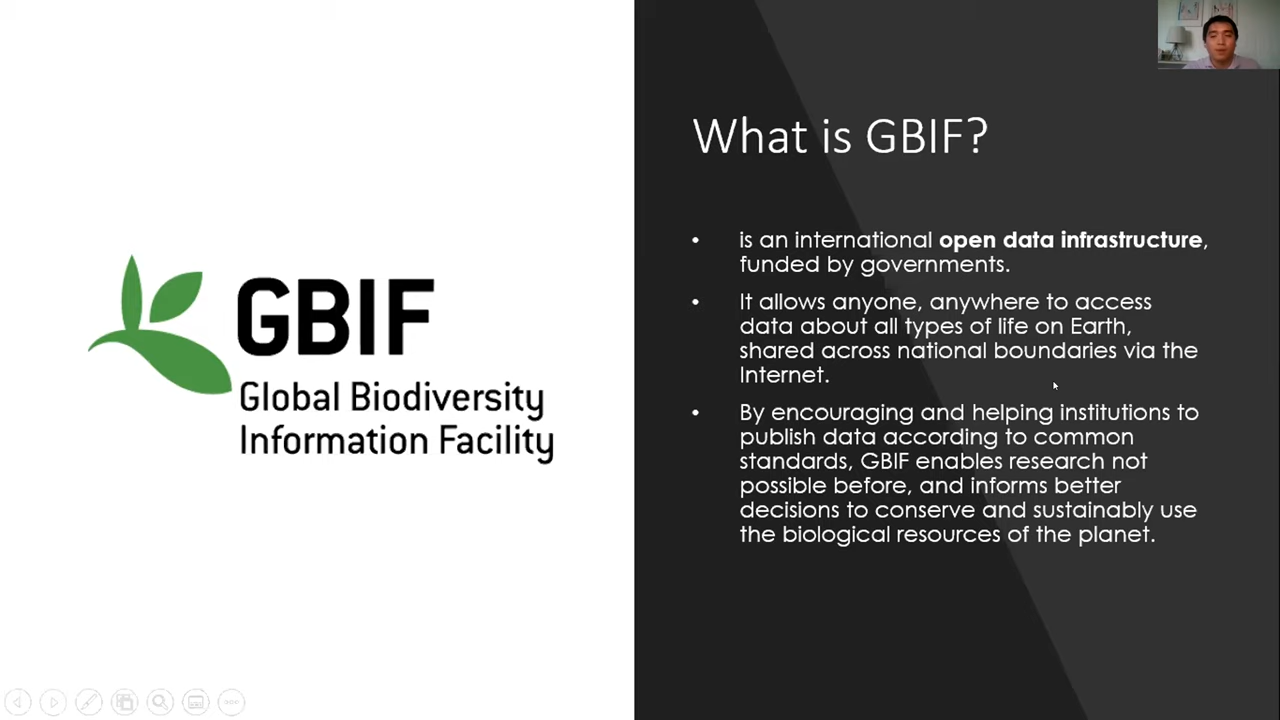 GBIF
Global Biodiversity
Information Facility
What is GBIF?
• is an international open data infrastructure,
funded by governments.
• It allows anyone, anywhere to access
data about all types of life on Earth,
shared across national boundaries via the
Internet.
• By encouraging and helping institutions to
publish data according to common
standards, GBIF enables research not
possible before, and informs better
decisions to conserve and sustainably use
the biological resources of the planet.